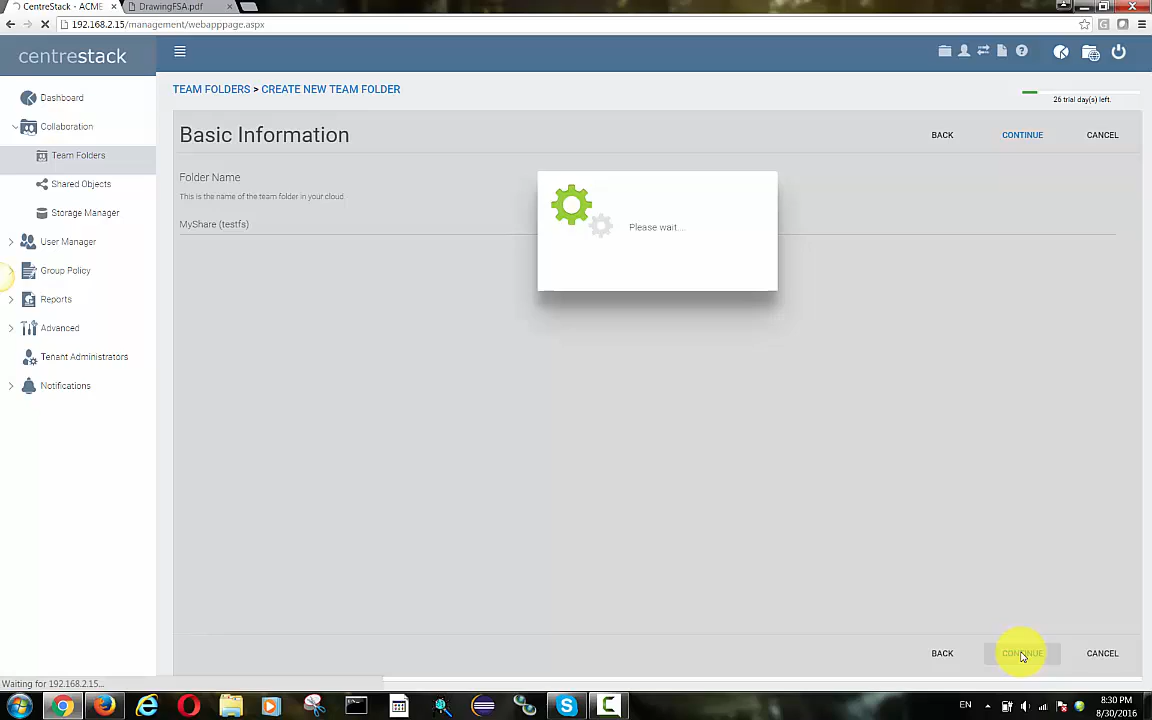 CentreStack - ACME
DrawingFSA.pdf
192.168.2.15/management/webapppage.aspx
centrestack
TEAM FOLDERS > CREATE NEW TEAM FOLDER
26 trial day(s) left.
Dashboard
Collaboration
Team Folders
Shared Objects
Storage Manager
User Manager
Group Policy
Reports
Advanced
Tenant Administrators
Notifications
Basic Information
BACK CONTINUE CANCEL
Folder Name
This is the name of the team folder in your cloud
MyShare (testfs)
Please wait....
BACK CONTINUE CANCEL
Waiting for 192.168.2.15...
EN
8:30 PM
8/30/2016